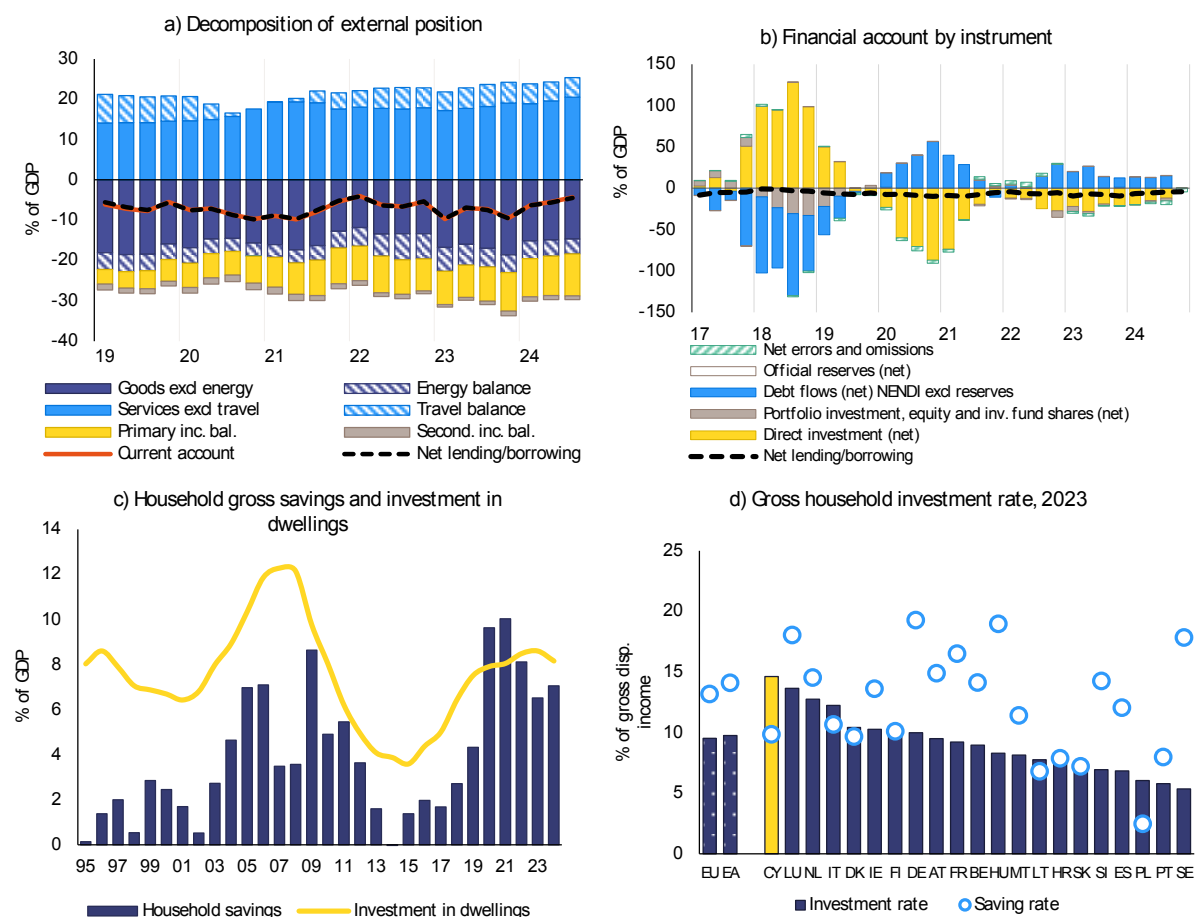 a) Decomposition of external position
% of GDP
30
20
10
0
-10
-20
-30
-40
19 20 21 22 23 24
Goods excl energy
Energy balance
Services excl travel
Travel balance
Primary inc. bal.
Second. inc. bal.
Current account
Net lending/borrowing
b) Financial account by instrument
% of GDP
150
100
50
0
-50
-100
-150
17 18 19 20 21 22 23 24
Net errors and omissions
Official reserves (net)
Debt flows (net) NENDI excl reserves
Portfolio investment, equity and inv. fund shares (net)
Direct investment (net)
Net lending/borrowing
c) Household gross savings and investment in
dwellings
% of GDP
14
12
10
8
6
4
2
0
95 97 99 01 03 05 07 09 11 13 15 17 19 21 23
Household savings
Investment in dwellings
d) Gross household investment rate, 2023
% of gross disp.
income
25
20
15
10
5
0
EU EA CY LU NL IT DK IE FI DE AT FR BE HU MT LT HR SK SI ES PL PT SE
Investment rate
Saving rate